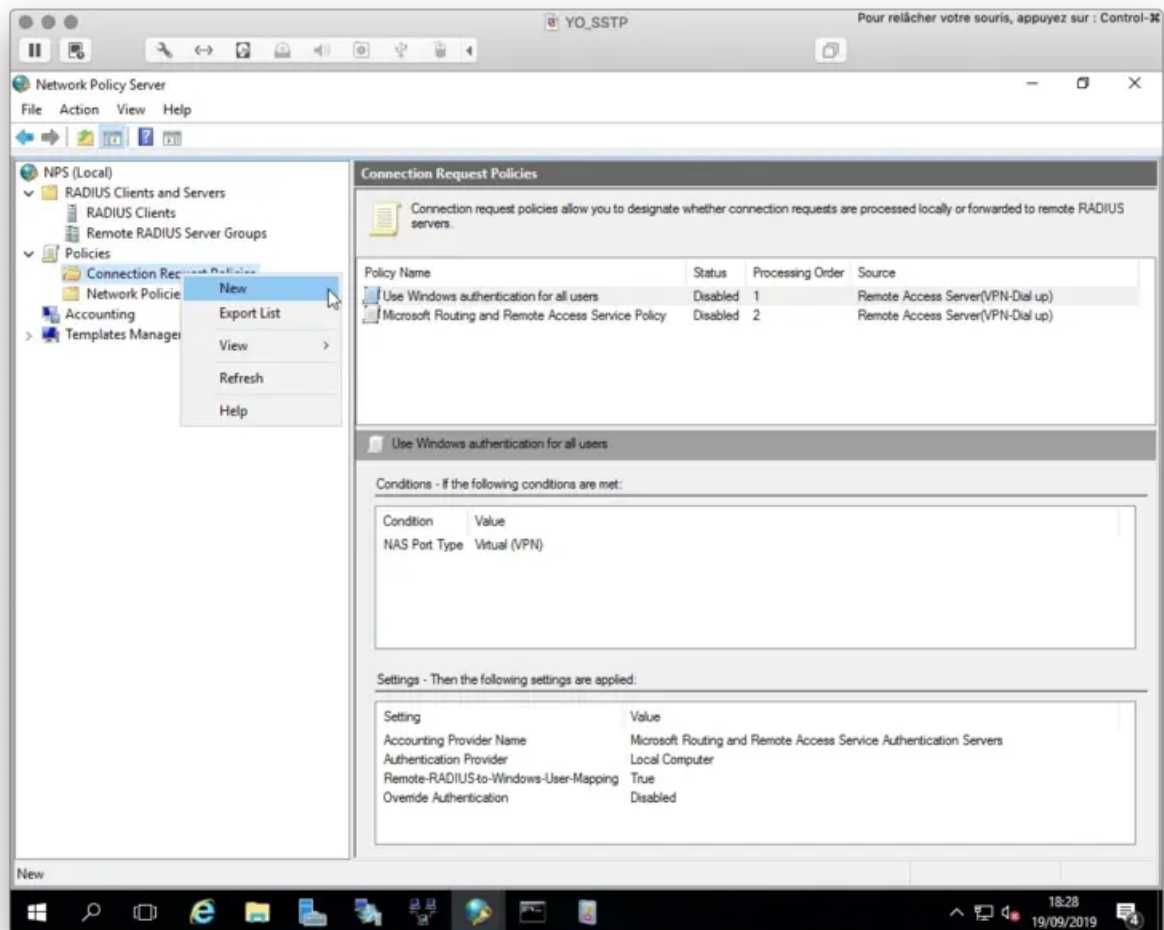 YO_SSTP
Pour relâcher votre souris, appuyez sur : Control-⌘
Network Policy Server
File Action View Help
NPS (Local)
RADIUS Clients and Servers
RADIUS Clients
Remote RADIUS Server Groups
Policies
Connection Request Policies
Network Policie
Accounting
Templates Manager
New
Export List
View
Refresh
Help
Connection Request Policies
Connection request policies allow you to designate whether connection requests are processed locally or forwarded to remote RADIUS
servers.
Policy Name Status Processing Order Source
Use Windows authentication for all users Disabled 1 Remote Access Server(VPN-Dial up)
Microsoft Routing and Remote Access Service Policy Disabled 2 Remote Access Server(VPN-Dial up)
Use Windows authentication for all users
Conditions - If the following conditions are met:
Condition Value
NAS Port Type Virtual (VPN)
Settings - Then the following settings are applied:
Setting Value
Accounting Provider Name Microsoft Routing and Remote Access Service Authentication Servers
Authentication Provider Local Computer
Remote-RADIUS-to-Windows-User-Mapping True
Override Authentication Disabled
New
18:28
19/09/2019
4